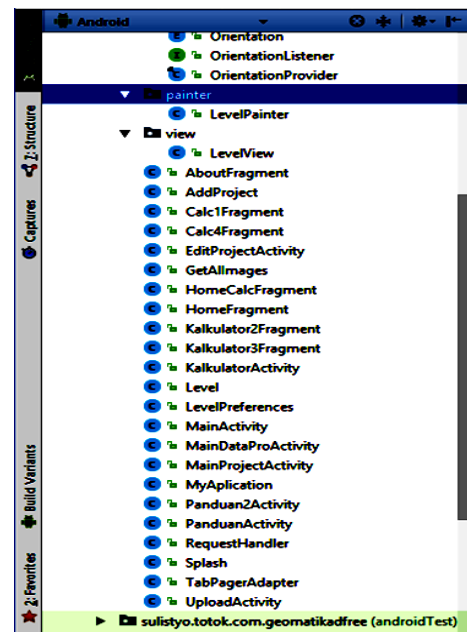 Android
Orientation
OrientationListener
OrientationProvider
painter
LevelPainter
view
LevelView
AboutFragment
AddProject
Calc1Fragment
Calc4Fragment
EditProjectActivity
GetAlImages
HomeCalcFragment
HomeFragment
Kalkulator2Fragment
Kalkulator3Fragment
KalkulatorActivity
Level
LevelPreferences
MainActivity
MainDataProActivity
MainProjectActivity
MyAplication
Panduan2Activity
PanduanActivity
RequestHandler
Splash
TabPagerAdapter
UploadActivity
sulistyo.totok.com.geomatikadfree (androidTest)
Z: Structure
Captures
Build Variants
2: Favorites